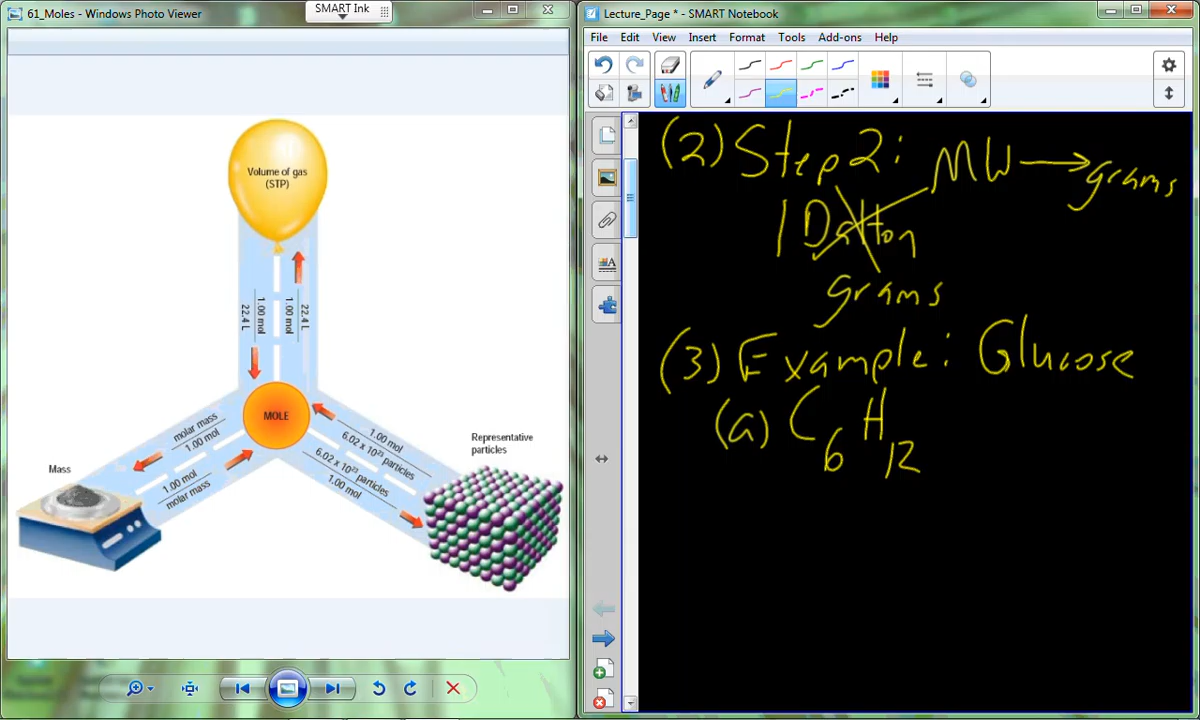 61_Moles - Windows Photo Viewer
SMART Ink
Volume of gas
(STP)
22.4 L
1.00 mol
1.00 mol
22.4 L
MOLE
molar mass
1.00 mol
1.00 mol
molar mass
1.00 mol
6.02 x 10²³ particles
6.02 x 10²³ particles
1.00 mol
Mass
Representative
particles
Lecture_Page * - SMART Notebook
File Edit View Insert Format Tools Add-ons Help
(2) Step 2: MW → grams
1 Dalton
grams
(3) Example: Glucose
(a) C6 H12